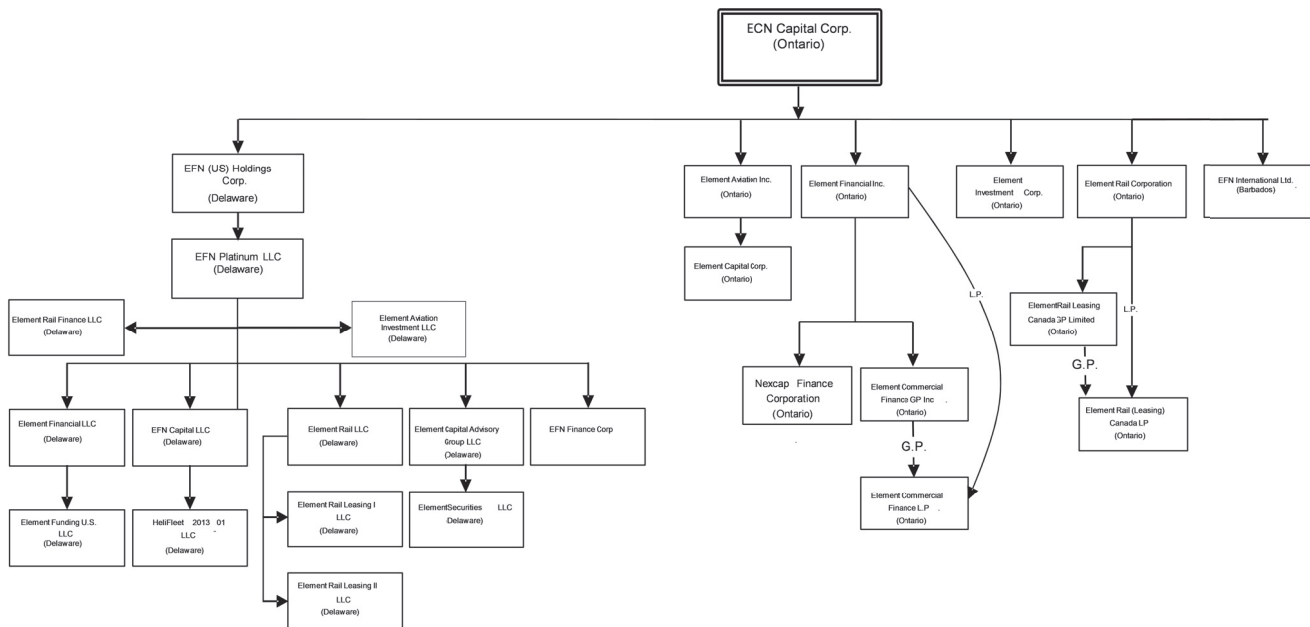 ECN Capital Corp.
(Ontario)
EFN (US) Holdings
Corp.
(Delaware)
Element Aviation Inc.
(Ontario)
Element Financial Inc.
(Ontario)
Element
Investment Corp.
(Ontario)
Element Rail Corporation
(Ontario)
EFN International Ltd.
(Barbados)
EFN Platinum LLC
(Delaware)
Element Capital Corp.
(Ontario)
Element Rail Finance LLC
(Delaware)
Element Aviation
Investment LLC
(Delaware)
L.P.
ElementRail Leasing
Canada GP Limited
(Ontario)
L.P.
G.P.
Nexcap Finance
Corporation
(Ontario)
Element Commercial
Finance GP Inc .
(Ontario)
Element Rail (Leasing)
Canada LP
(Ontario)
Element Financial LLC
(Delaware)
EFN Capital LLC
(Delaware)
Element Rail LLC
(Delaware)
Element Capital Advisory
Group LLC
(Delaware)
EFN Finance Corp
G.P.
Element Commercial
Finance L.P .
(Ontario)
Element Funding U.S.
LLC
(Delaware)
HeliFleet 2013 01
LLC -
(Delaware)
Element Rail Leasing I
LLC
(Delaware)
ElementSecurities LLC
(Delaware)
Element Rail Leasing II
LLC
(Delaware)